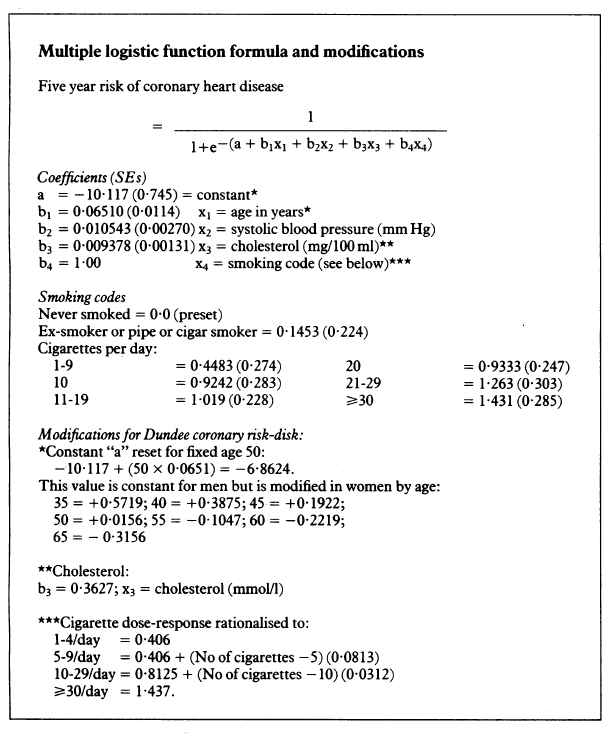 Multiple logistic function formula and modifications
Five year risk of coronary heart disease
= 1
1+e−(a + b1x1 + b2x2 + b3x3 + b4x4)
Coefficients (SEs)
a = −10·117 (0·745) = constant*
b1 = 0·06510 (0·0114) x1 = age in years*
b2 = 0·010543 (0·00270) x2 = systolic blood pressure (mm Hg)
b3 = 0·009378 (0·00131) x3 = cholesterol (mg/100 ml)**
b4 = 1·00 x4 = smoking code (see below)***
Smoking codes
Never smoked = 0·0 (preset)
Ex-smoker or pipe or cigar smoker = 0·1453 (0·224)
Cigarettes per day:
1-9 = 0·4483 (0·274) 20 = 0·9333 (0·247)
10 = 0·9242 (0·283) 21-29 = 1·263 (0·303)
11-19 = 1·019 (0·228) ⩾30 = 1·431 (0·285)
Modifications for Dundee coronary risk-disk:
*Constant "a" reset for fixed age 50:
−10·117 + (50 × 0·0651) = −6·8624.
This value is constant for men but is modified in women by age:
35 = +0·5719; 40 = +0·3875; 45 = +0·1922;
50 = +0·0156; 55 = −0·1047; 60 = −0·2219;
65 = − 0·3156
**Cholesterol:
b3 = 0·3627; x3 = cholesterol (mmol/l)
***Cigarette dose-response rationalised to:
1-4/day = 0·406
5-9/day = 0·406 + (No of cigarettes −5) (0·0813)
10-29/day = 0·8125 + (No of cigarettes −10) (0·0312)
⩾30/day = 1·437.